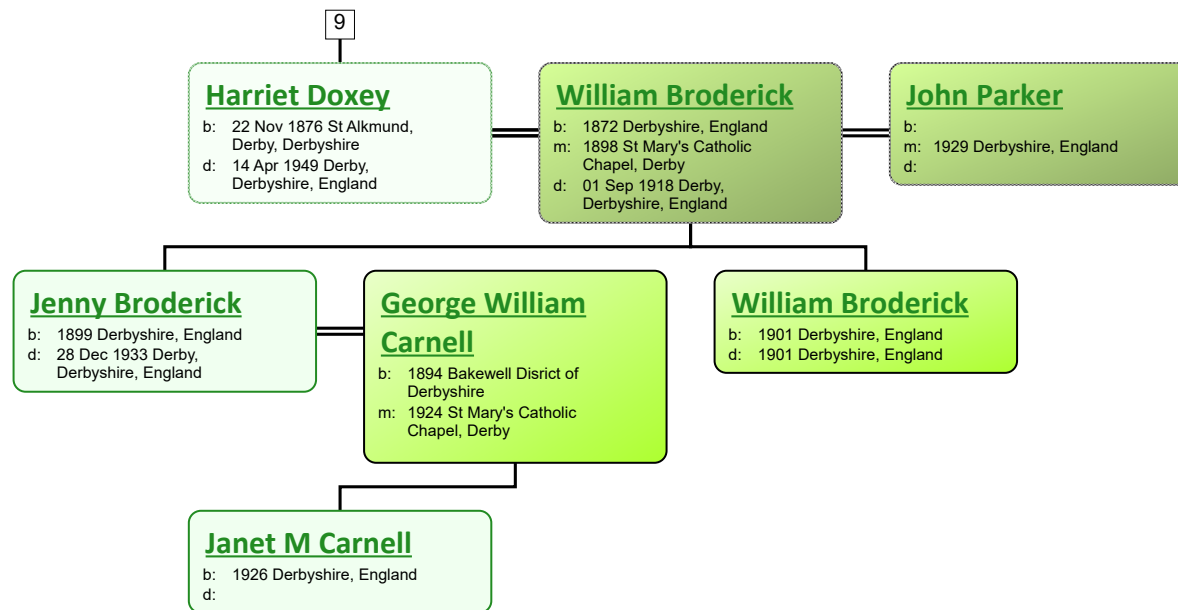 9
Harriet Doxey
b: 22 Nov 1876 St Alkmund,
Derby, Derbyshire
d: 14 Apr 1949 Derby,
Derbyshire, England
William Broderick
b: 1872 Derbyshire, England
m: 1898 St Mary's Catholic
Chapel, Derby
d: 01 Sep 1918 Derby,
Derbyshire, England
John Parker
b:
m: 1929 Derbyshire, England
d:
Jenny Broderick
b: 1899 Derbyshire, England
d: 28 Dec 1933 Derby,
Derbyshire, England
George William
Carnell
b: 1894 Bakewell Disrict of
Derbyshire
m: 1924 St Mary's Catholic
Chapel, Derby
William Broderick
b: 1901 Derbyshire, England
d: 1901 Derbyshire, England
Janet M Carnell
b: 1926 Derbyshire, England
d: